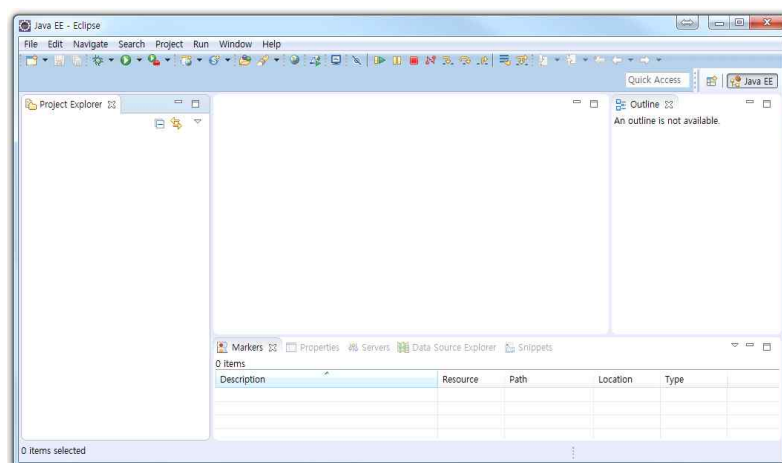 Java EE - Eclipse
File Edit Navigate Search Project Run Window Help
Quick Access Java EE
Project Explorer
Outline
An outline is not available.
Markers Properties Servers Data Source Explorer Snippets
0 items
Description Resource Path Location Type
0 items selected